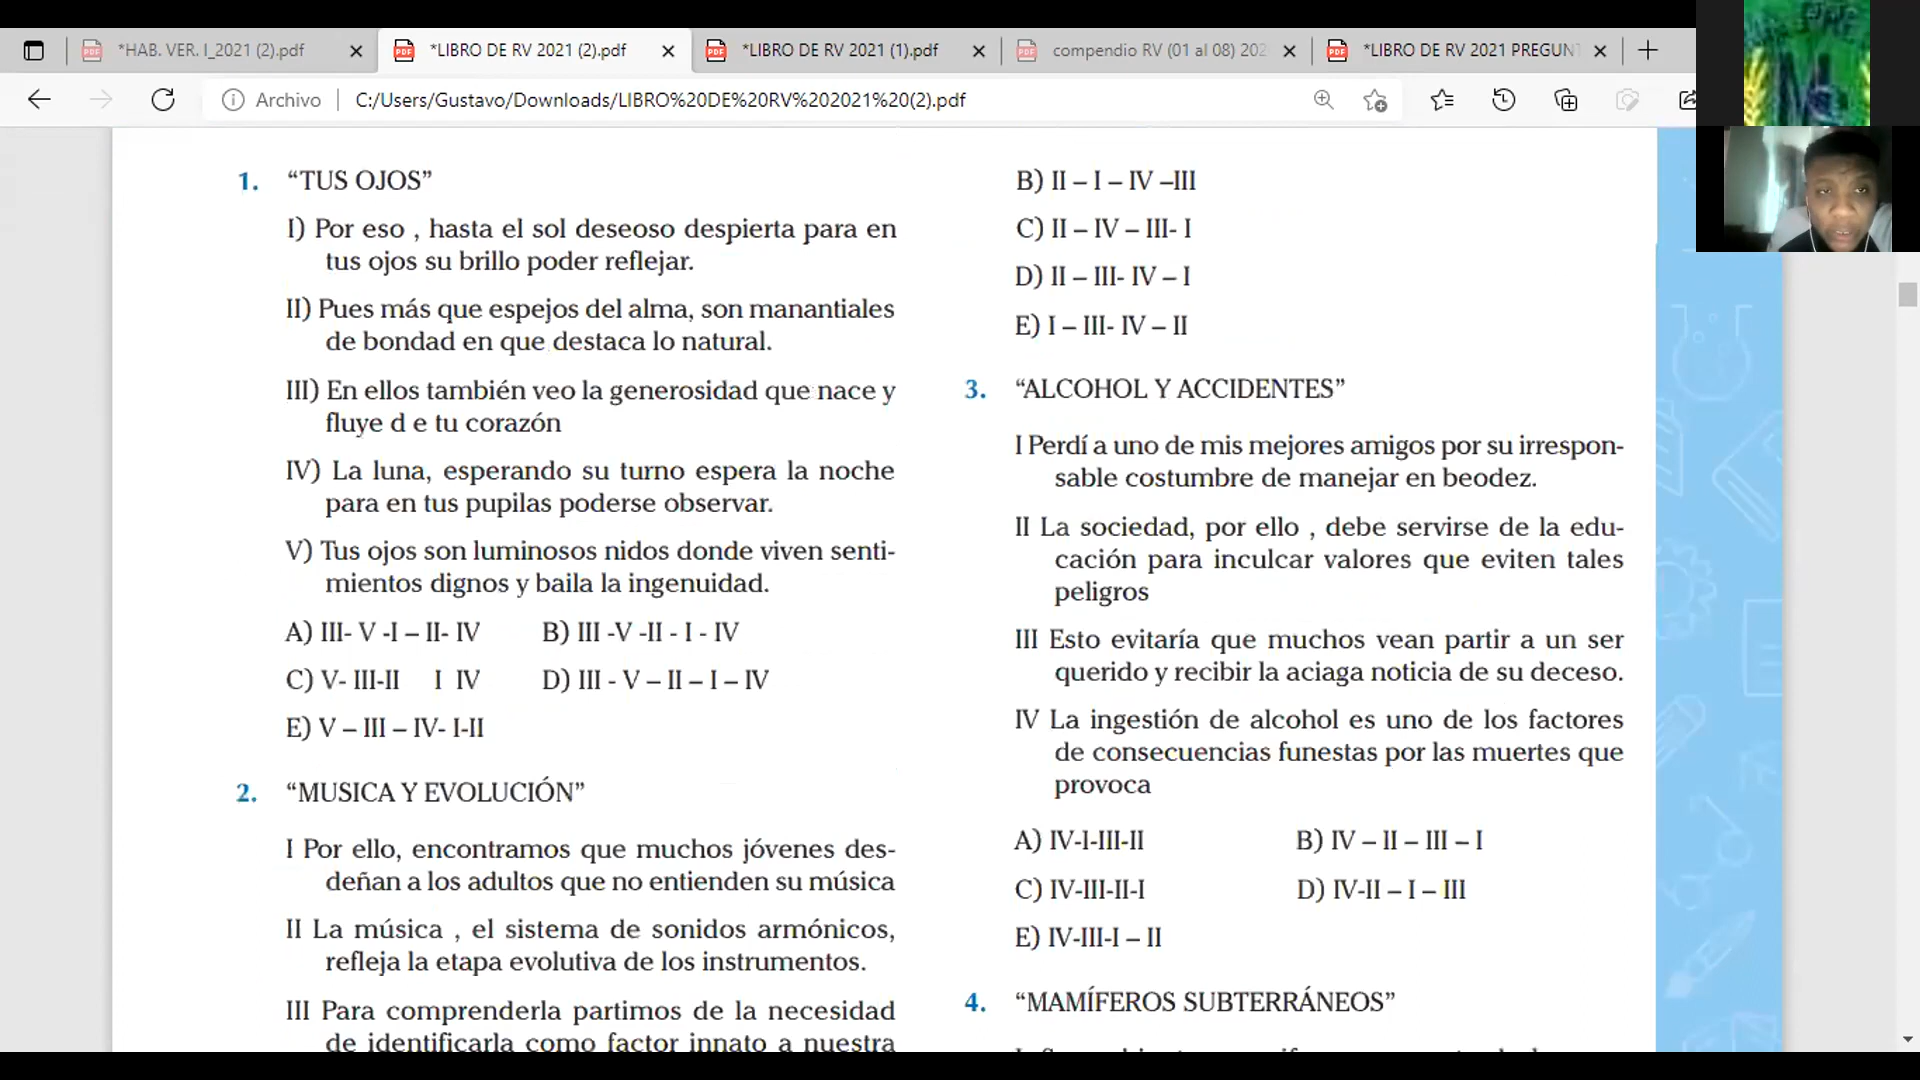 *HAB. VER. I_2021 (2).pdf
*LIBRO DE RV 2021 (2).pdf
*LIBRO DE RV 2021 (1).pdf
compendio RV (01 al 08) 202
*LIBRO DE RV 2021 PREGUNT
Archivo
C:/Users/Gustavo/Downloads/LIBRO%20DE%20RV%202021%20(2).pdf
1. “TUS OJOS”
I) Por eso , hasta el sol deseoso despierta para en
tus ojos su brillo poder reflejar.
II) Pues más que espejos del alma, son manantiales
de bondad en que destaca lo natural.
III) En ellos también veo la generosidad que nace y
fluye d e tu corazón
IV) La luna, esperando su turno espera la noche
para en tus pupilas poderse observar.
V) Tus ojos son luminosos nidos donde viven senti-
mientos dignos y baila la ingenuidad.
A) III- V -I – II- IV B) III -V -II - I - IV
C) V- III-II I IV D) III - V – II – I – IV
E) V – III – IV- I-II
2. “MUSICA Y EVOLUCIÓN”
I Por ello, encontramos que muchos jóvenes des-
deñan a los adultos que no entienden su música
II La música , el sistema de sonidos armónicos,
refleja la etapa evolutiva de los instrumentos.
III Para comprenderla partimos de la necesidad
de identificarla como factor innato a nuestra
B) II – I – IV –III
C) II – IV – III- I
D) II – III- IV – I
E) I – III- IV – II
3. “ALCOHOL Y ACCIDENTES”
I Perdí a uno de mis mejores amigos por su irrespon-
sable costumbre de manejar en beodez.
II La sociedad, por ello , debe servirse de la edu-
cación para inculcar valores que eviten tales
peligros
III Esto evitaría que muchos vean partir a un ser
querido y recibir la aciaga noticia de su deceso.
IV La ingestión de alcohol es uno de los factores
de consecuencias funestas por las muertes que
provoca
A) IV-I-III-II B) IV – II – III – I
C) IV-III-II-I D) IV-II – I – III
E) IV-III-I – II
4. “MAMÍFEROS SUBTERRÁNEOS”